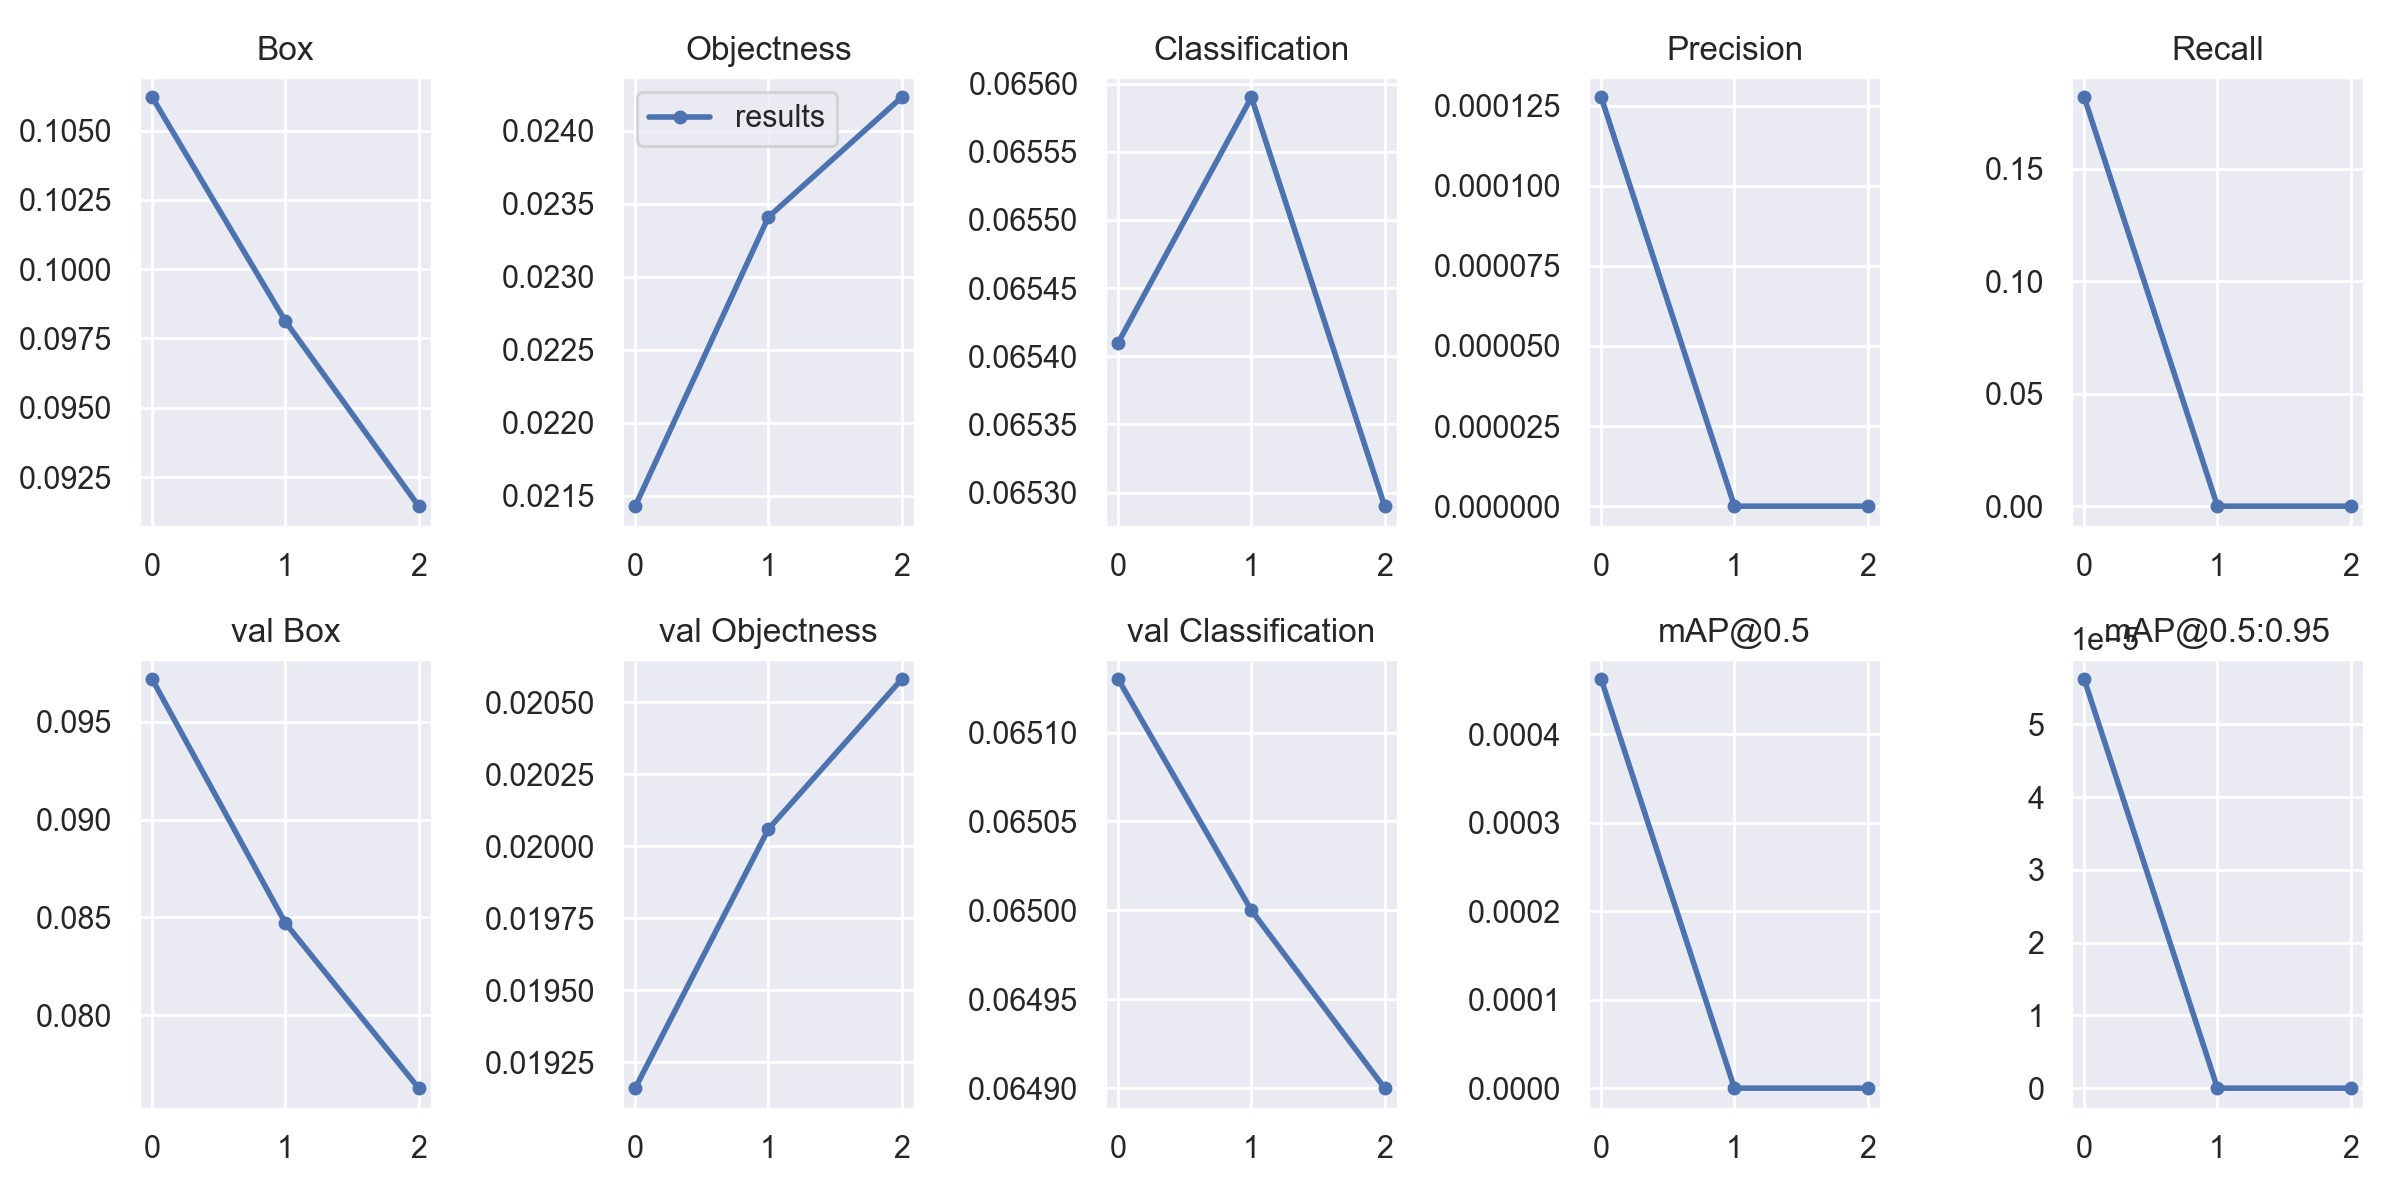 Box
0.1050
0.1025
0.1000
0.0975
0.0950
0.0925
0 1 2
Objectness
results
0.0240
0.0235
0.0230
0.0225
0.0220
0.0215
0 1 2
Classification
0.06560
0.06555
0.06550
0.06545
0.06540
0.06535
0.06530
0 1 2
Precision
0.000125
0.000100
0.000075
0.000050
0.000025
0.000000
0 1 2
Recall
0.15
0.10
0.05
0.00
0 1 2
val Box
0.095
0.090
0.085
0.080
0 1 2
val Objectness
0.02050
0.02025
0.02000
0.01975
0.01950
0.01925
0 1 2
val Classification
0.06510
0.06505
0.06500
0.06495
0.06490
0 1 2
mAP@0.5
0.0004
0.0003
0.0002
0.0001
0.0000
0 1 2
mAP@0.5:0.95
1e−5
5
4
3
2
1
0
0 1 2